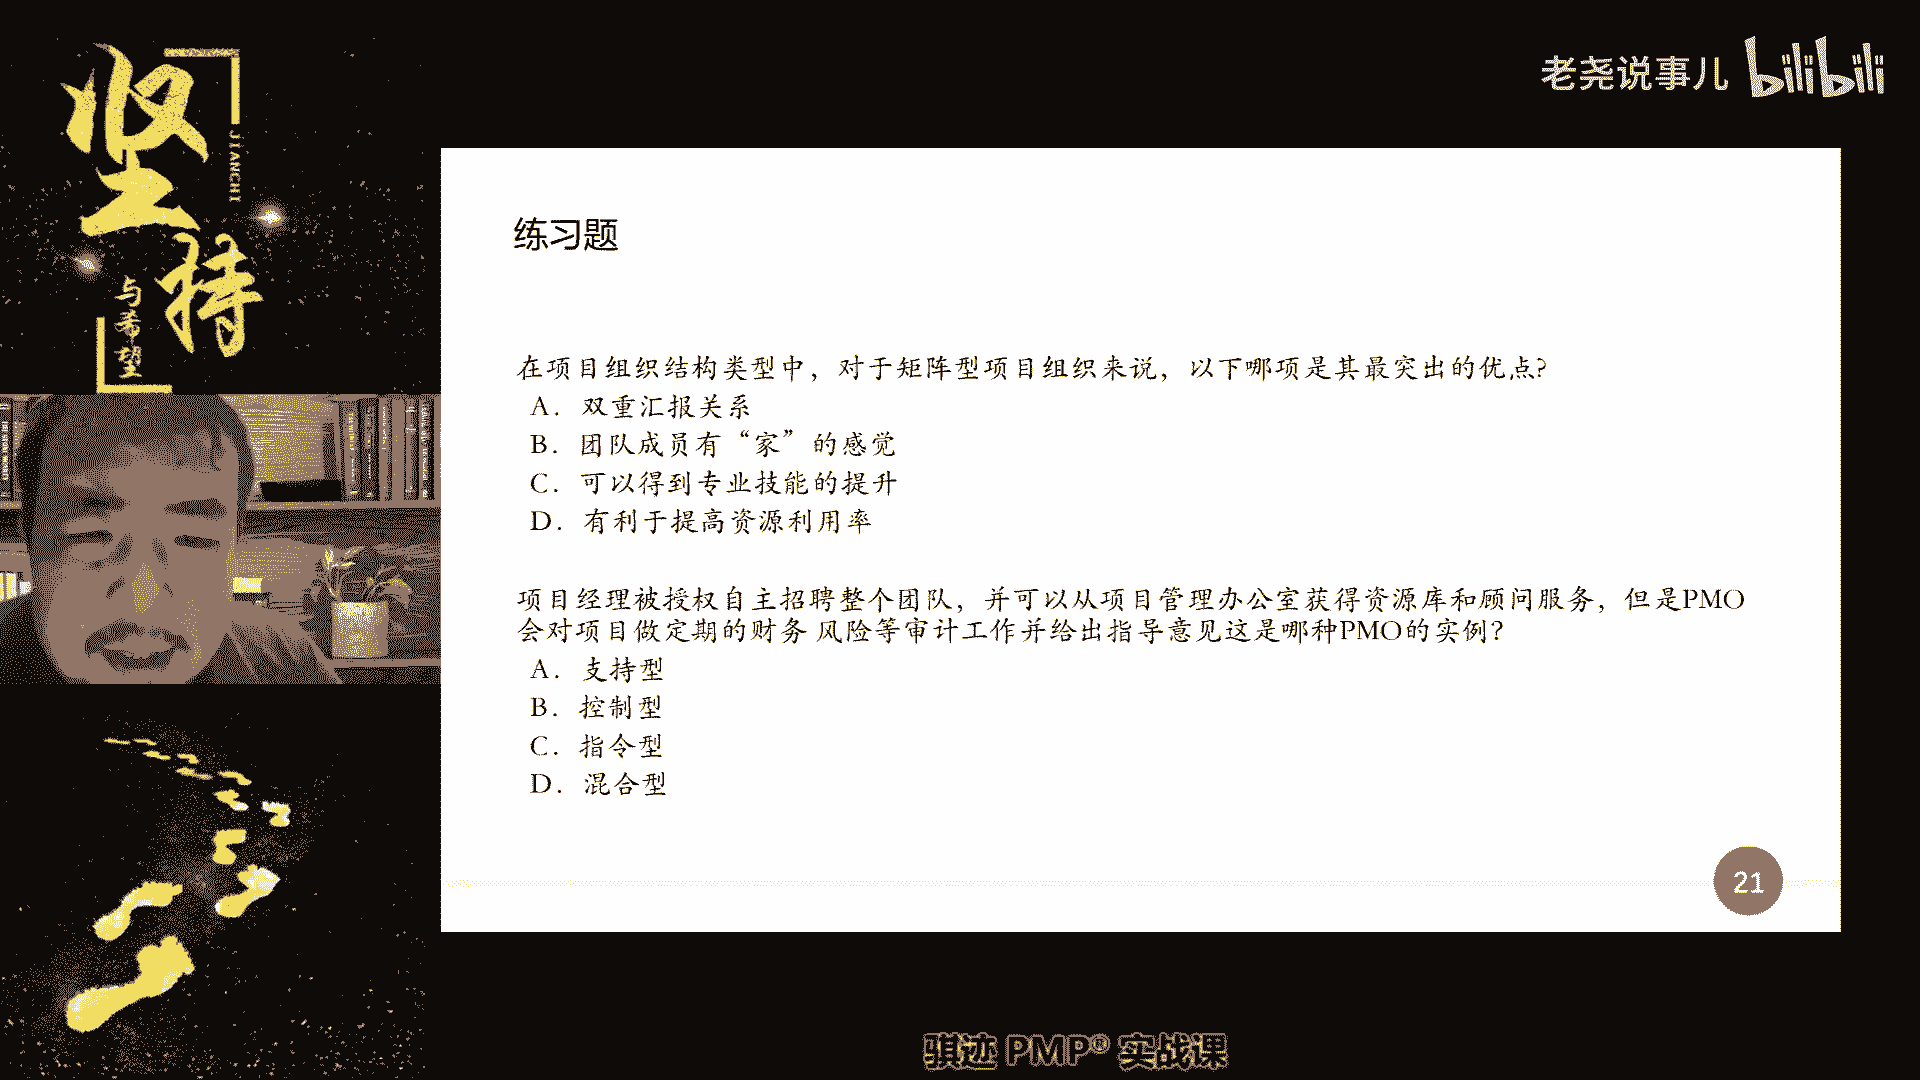 坚持
JIANCHI
与希望
老尧说事儿 bilibili
练习题
在项目组织结构类型中，对于矩阵型项目组织来说，以下哪项是其最突出的优点?
A. 双重汇报关系
B. 团队成员有“家”的感觉
C. 可以得到专业技能的提升
D. 有利于提高资源利用率
项目经理被授权自主招聘整个团队，并可以从项目管理办公室获得资源库和顾问服务，但是PMO
会对项目做定期的财务 风险等审计工作并给出指导意见这是哪种PMO的实例?
A. 支持型
B. 控制型
C. 指令型
D. 混合型
21
骐迹 PMP® 实战课